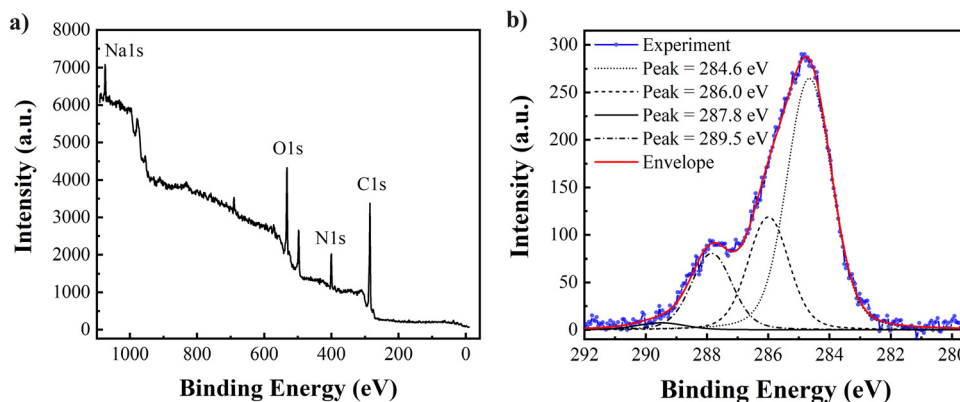 a)
8000
7000
6000
5000
4000
3000
2000
1000
0
Intensity (a.u.)
Na1s
O1s
C1s
N1s
1000 800 600 400 200 0
Binding Energy (eV)
b)
300
250
200
150
100
50
0
Intensity (a.u.)
Experiment
Peak = 284.6 eV
Peak = 286.0 eV
Peak = 287.8 eV
Peak = 289.5 eV
Envelope
292 290 288 286 284 282 280
Binding Energy (eV)